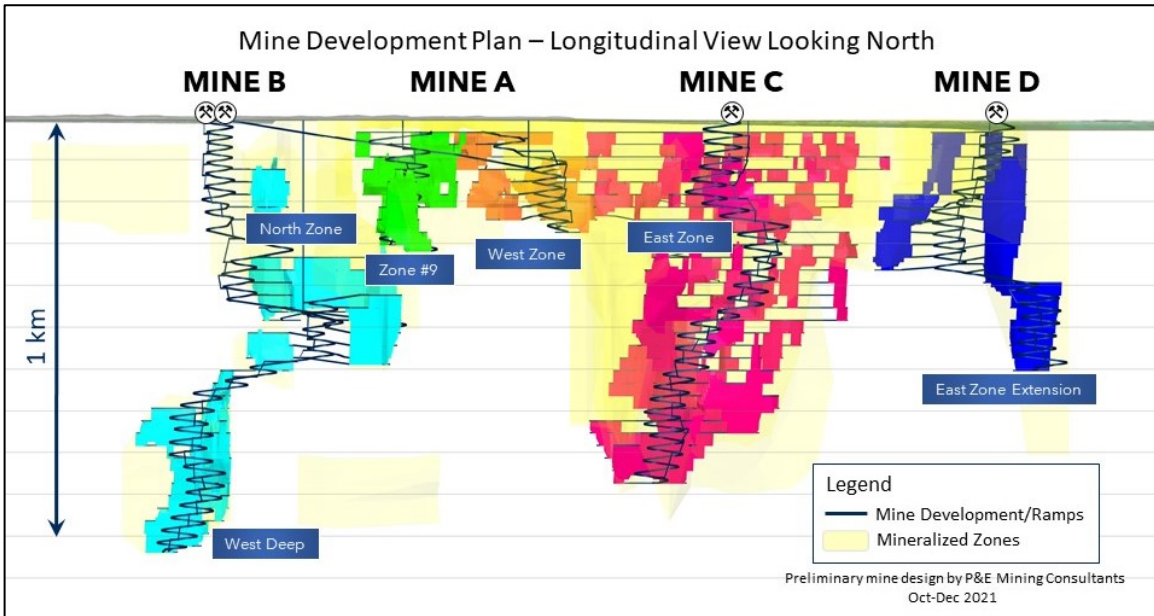 Mine Development Plan – Longitudinal View Looking North
MINE B
MINE A
MINE C
MINE D
1 km
North Zone
Zone #9
West Zone
East Zone
East Zone Extension
West Deep
Legend
Mine Development/Ramps
Mineralized Zones
Preliminary mine design by P&E Mining Consultants
Oct-Dec 2021